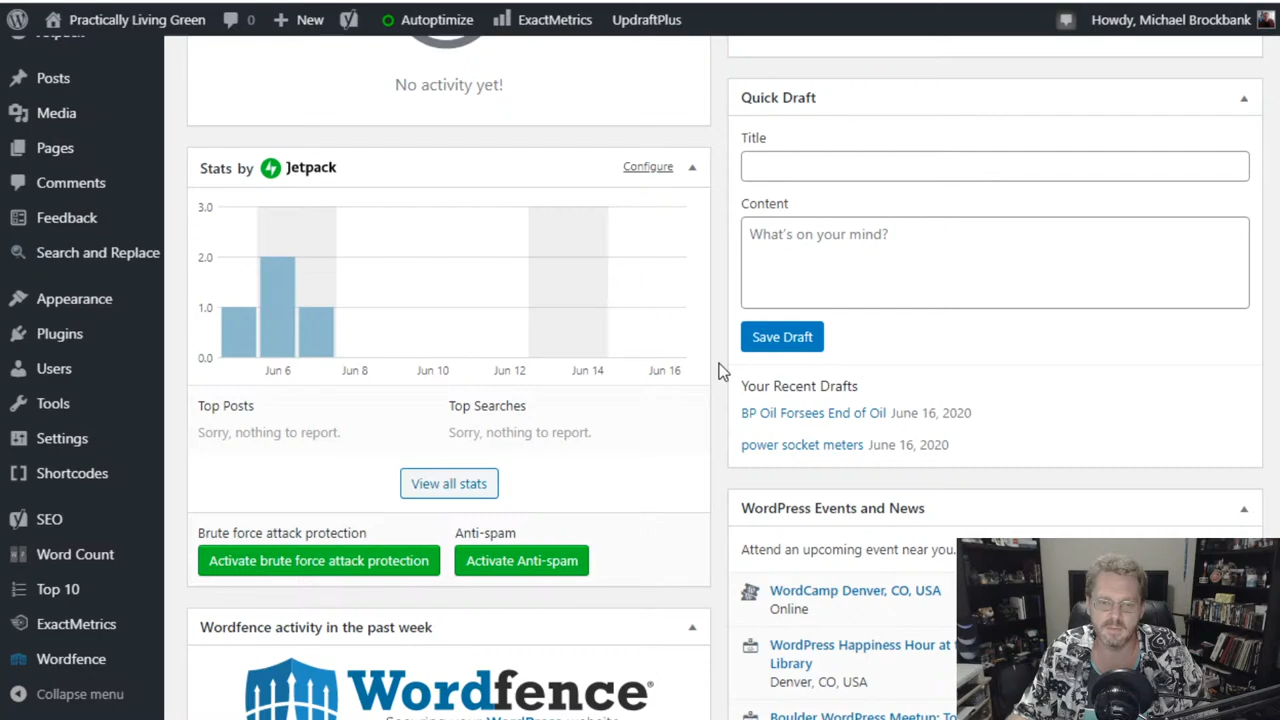 Practically Living Green
0
New
Autoptimize
ExactMetrics
UpdraftPlus
Howdy, Michael Brockbank
Posts
Media
Pages
Comments
Feedback
Search and Replace
Appearance
Plugins
Users
Tools
Settings
Shortcodes
SEO
Word Count
Top 10
ExactMetrics
Wordfence
Collapse menu
No activity yet!
Stats by Jetpack
Configure
3.0
2.0
1.0
0.0
Jun 6 Jun 8 Jun 10 Jun 12 Jun 14 Jun 16
Top Posts
Sorry, nothing to report.
Top Searches
Sorry, nothing to report.
View all stats
Brute force attack protection
Activate brute force attack protection
Anti-spam
Activate Anti-spam
Wordfence activity in the past week
Wordfence®
Securing your WordPress website
Quick Draft
Title
Content
What's on your mind?
Save Draft
Your Recent Drafts
BP Oil Forsees End of Oil June 16, 2020
power socket meters June 16, 2020
WordPress Events and News
Attend an upcoming event near you.
WordCamp Denver, CO, USA
Online
WordPress Happiness Hour at
Library
Denver, CO, USA
Boulder WordPress Meetup: